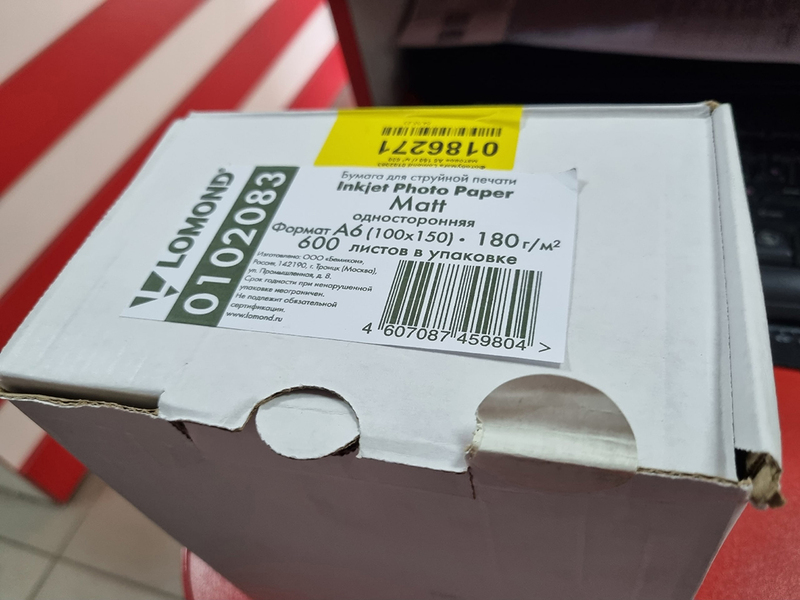 0186271
LOMOND
0102083
Бумага для струйной печати
Inkjet Photo Paper
Matt
односторонняя
Формат А6 (100x150) • 180 г/м²
600 листов в упаковке
Изготовлено: ООО «Бемикон».
Россия, 142190, г. Троицк (Москва),
ул. Промышленная, д. 8.
Срок годности при ненарушенной
упаковке неограничен.
Не подлежит обязательной
сертификации.
www.lomond.ru
4 607087 459804 >